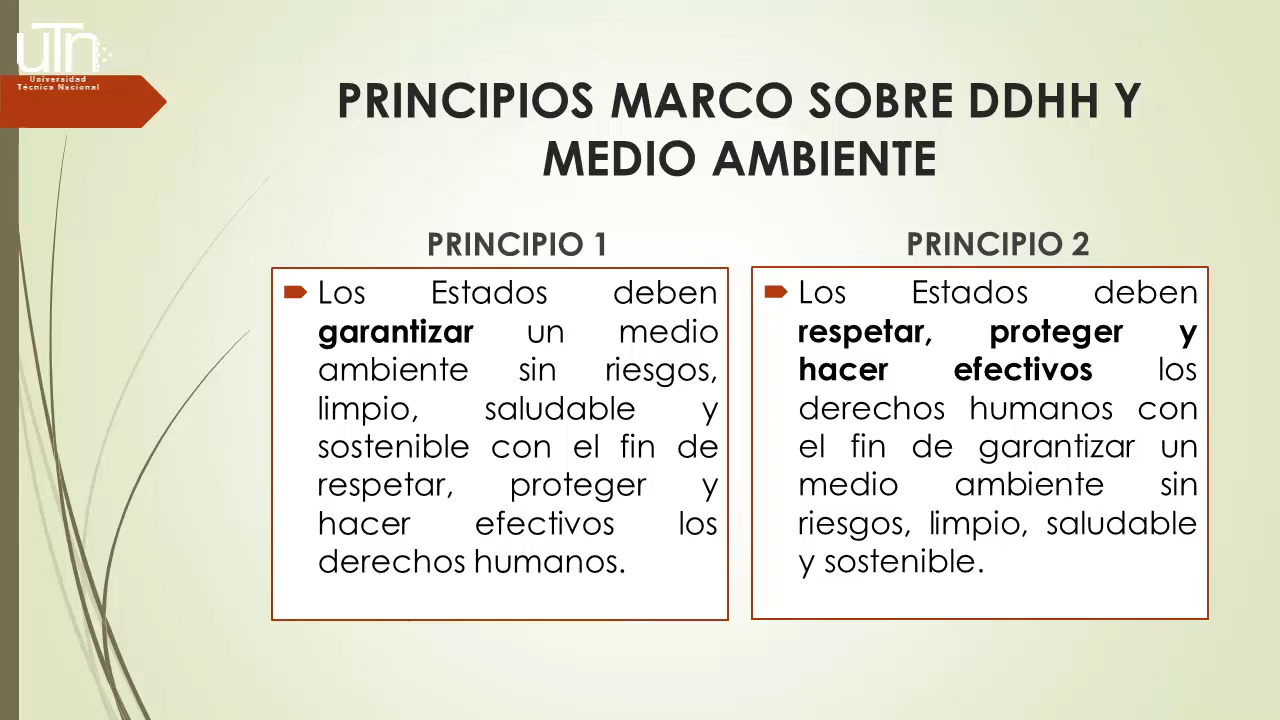 uTn
Universidad
Técnica Nacional
PRINCIPIOS MARCO SOBRE DDHH Y
MEDIO AMBIENTE
PRINCIPIO 1
Los Estados deben
garantizar un medio
ambiente sin riesgos,
limpio, saludable y
sostenible con el fin de
respetar, proteger y
hacer efectivos los
derechos humanos.
PRINCIPIO 2
Los Estados deben
respetar, proteger y
hacer efectivos los
derechos humanos con
el fin de garantizar un
medio ambiente sin
riesgos, limpio, saludable
y sostenible.